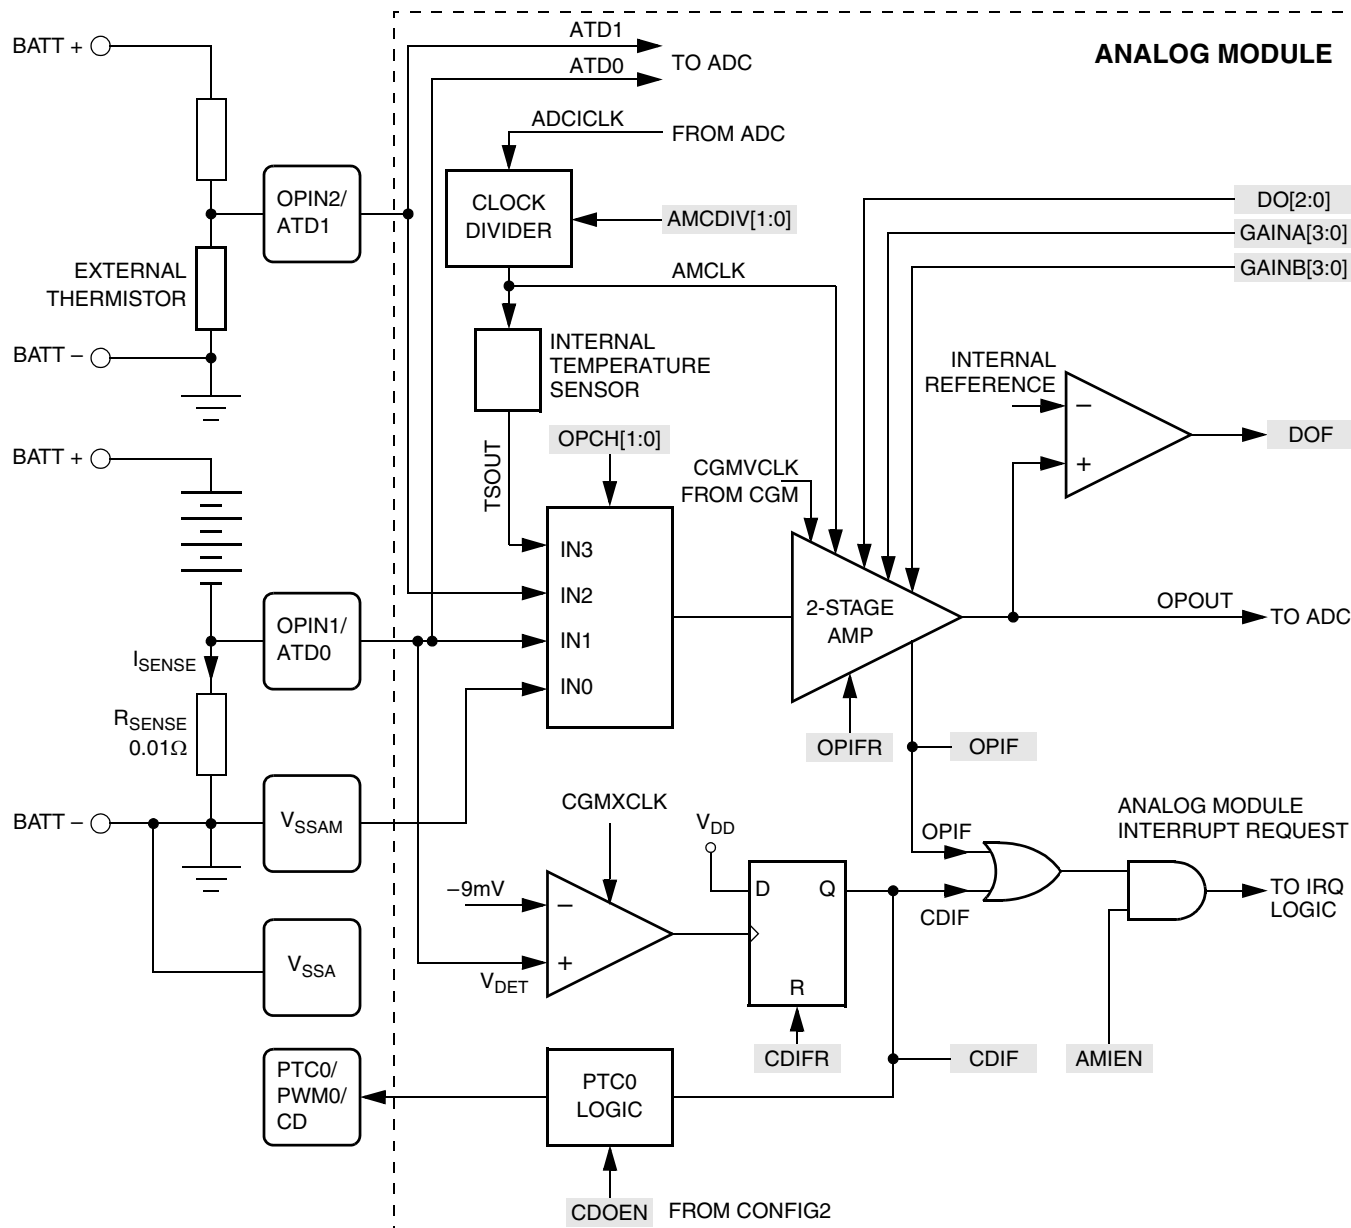 ANALOG MODULE
BATT +
ATD1
ATD0
TO ADC
ADCICLK
FROM ADC
OPIN2/
ATD1
CLOCK
DIVIDER
AMCDIV[1:0]
DO[2:0]
GAINA[3:0]
GAINB[3:0]
EXTERNAL
THERMISTOR
AMCLK
BATT –
INTERNAL
TEMPERATURE
SENSOR
INTERNAL
REFERENCE
–
+
DOF
BATT +
TSOUT
OPCH[1:0]
CGMVCLK
FROM CGM
IN3
IN2
IN1
IN0
2-STAGE
AMP
OPOUT
TO ADC
OPIN1/
ATD0
ISENSE
RSENSE
0.01Ω
OPIFR
OPIF
BATT –
VSSAM
CGMXCLK
VDD
OPIF
ANALOG MODULE
INTERRUPT REQUEST
–9mV
–
+
VDET
D
Q
R
CDIF
TO IRQ
LOGIC
VSSA
CDIFR
CDIF
AMIEN
PTC0/
PWM0/
CD
PTC0
LOGIC
CDOEN
FROM CONFIG2